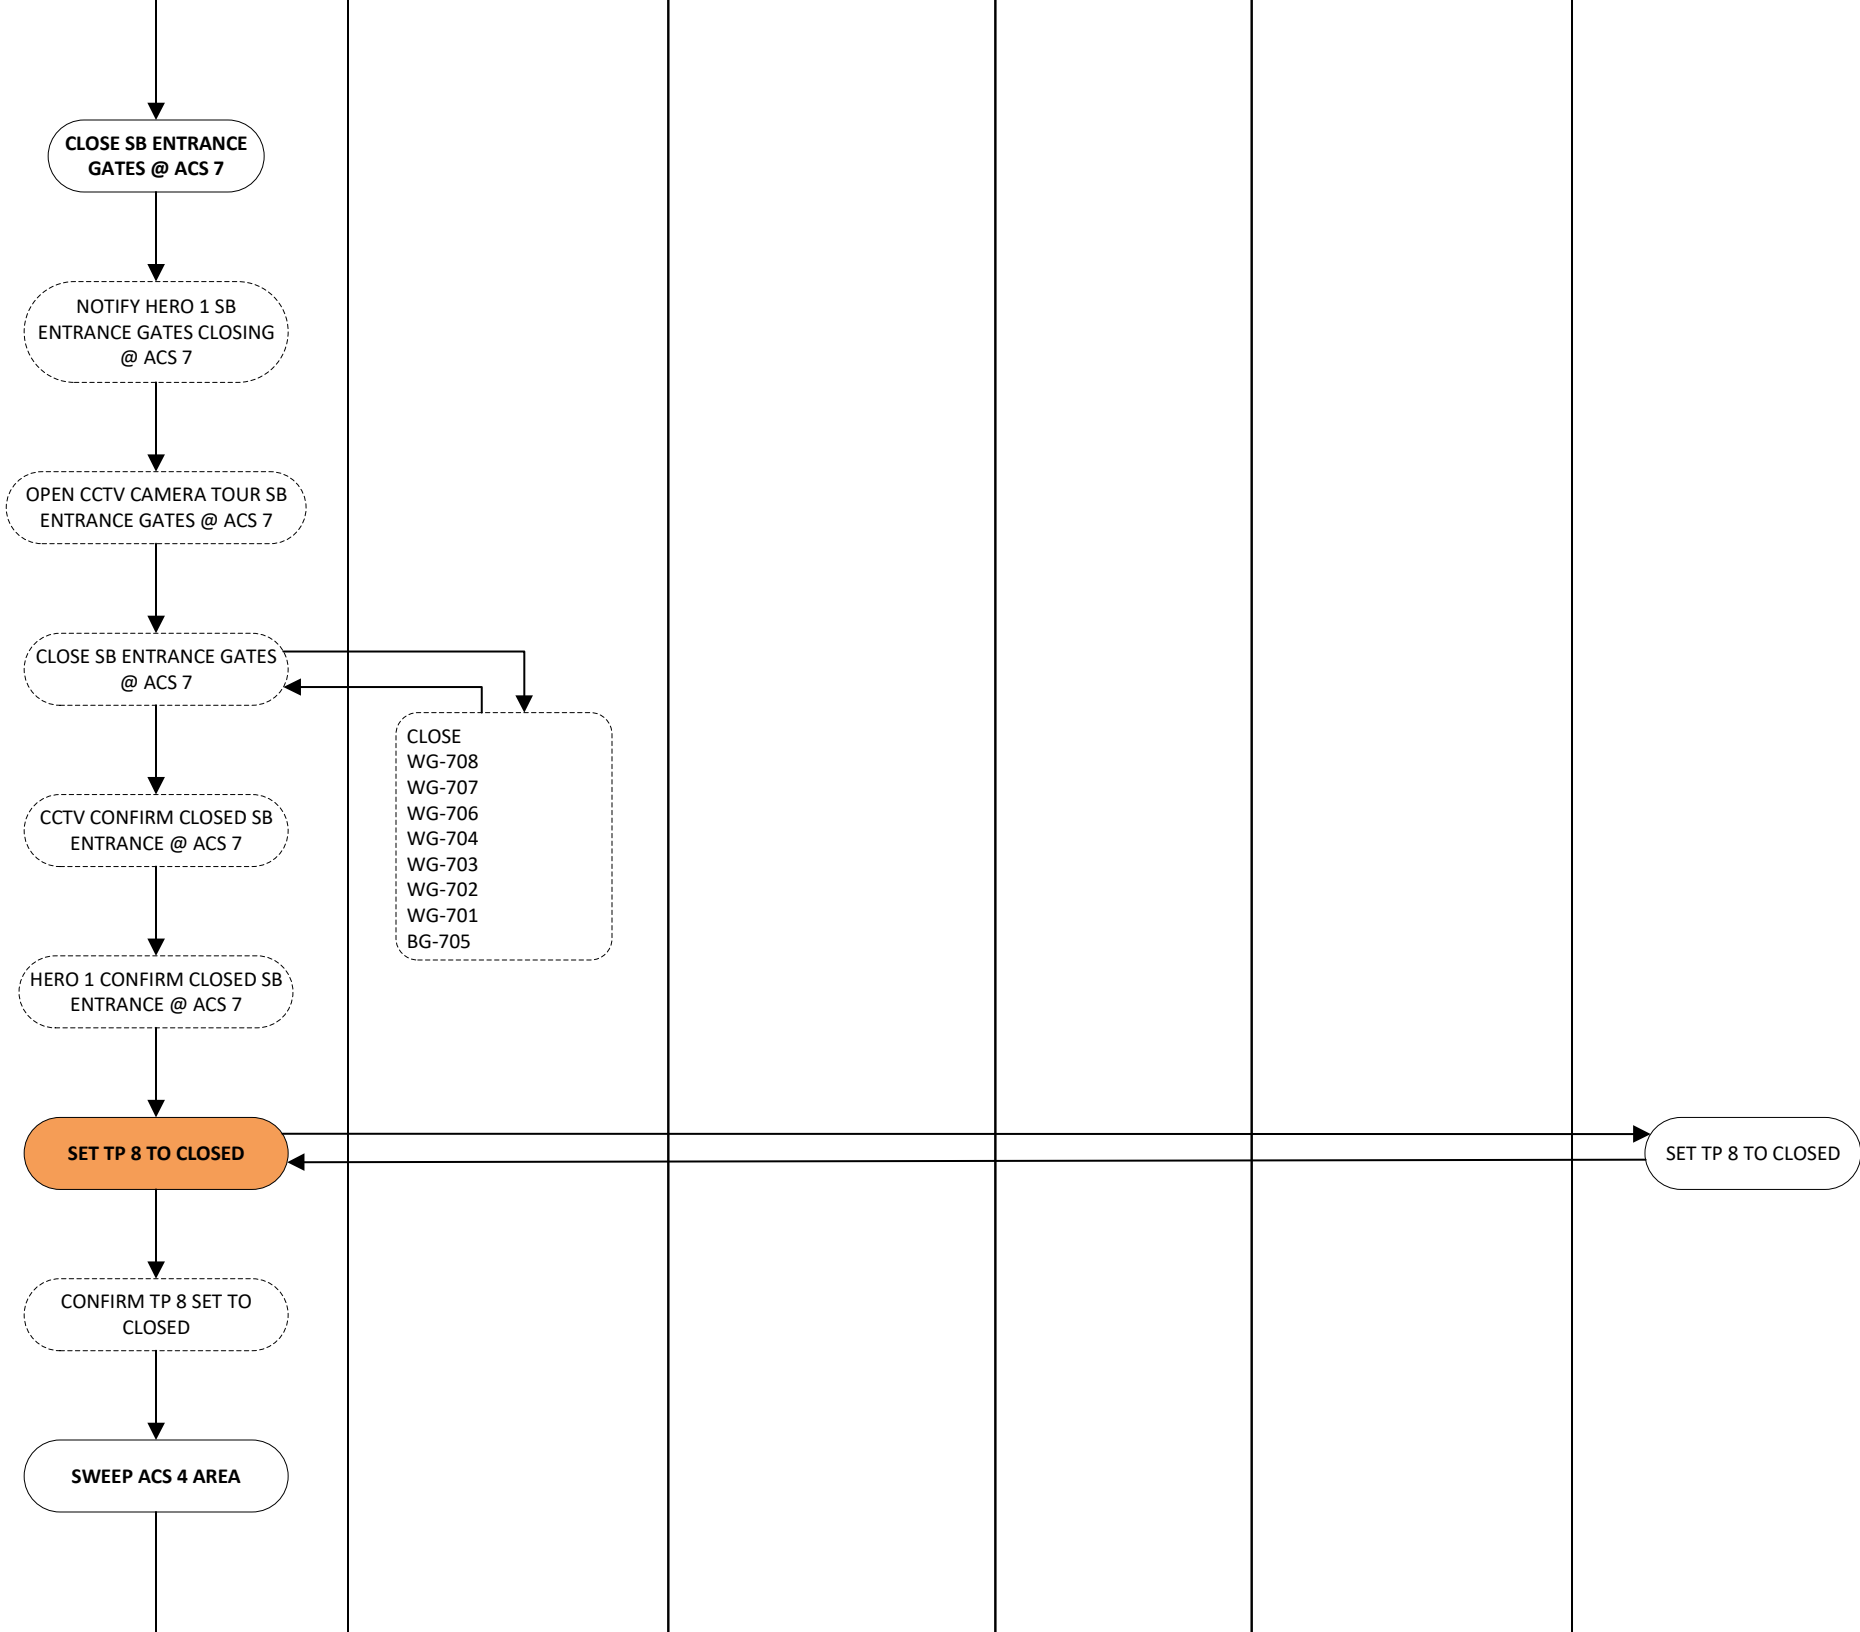 CLOSE SB ENTRANCE
GATES @ ACS 7
NOTIFY HERO 1 SB
ENTRANCE GATES CLOSING
@ ACS 7
OPEN CCTV CAMERA TOUR SB
ENTRANCE GATES @ ACS 7
CLOSE SB ENTRANCE GATES
@ ACS 7
CLOSE
WG-708
WG-707
WG-706
WG-704
WG-703
WG-702
WG-701
BG-705
CCTV CONFIRM CLOSED SB
ENTRANCE @ ACS 7
HERO 1 CONFIRM CLOSED SB
ENTRANCE @ ACS 7
SET TP 8 TO CLOSED
SET TP 8 TO CLOSED
CONFIRM TP 8 SET TO
CLOSED
SWEEP ACS 4 AREA